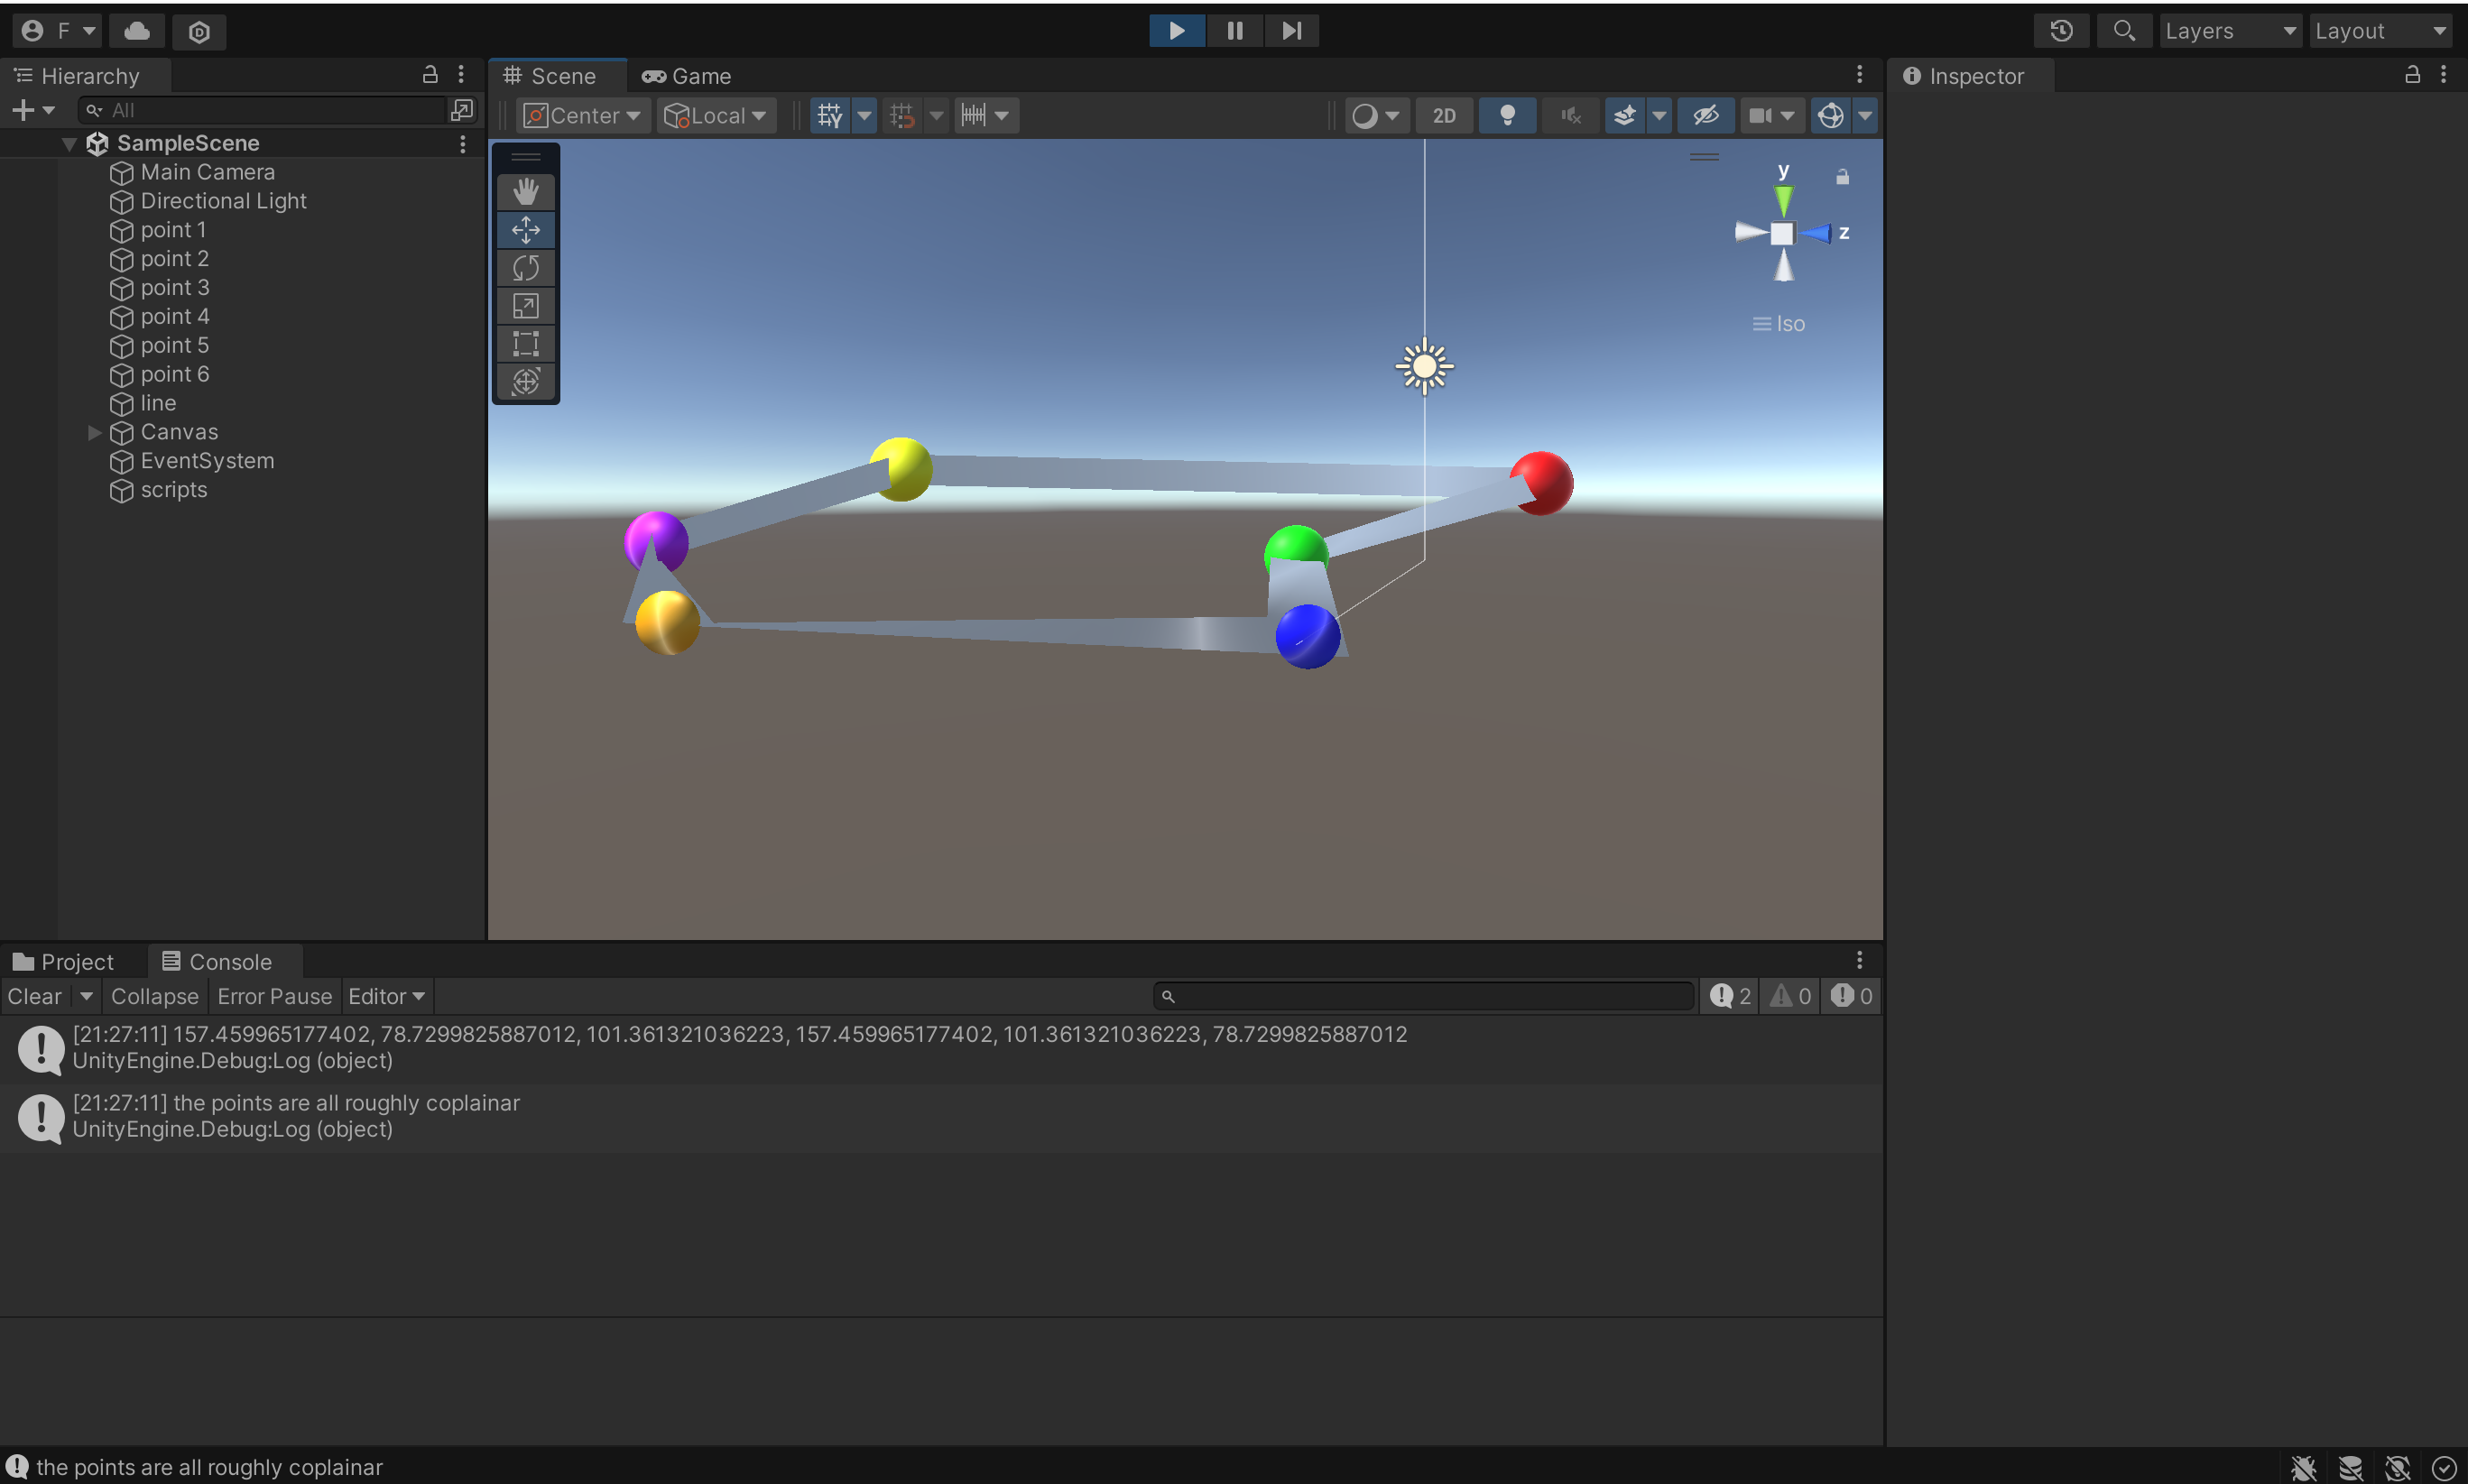 F
Layers
Layout
Hierarchy
Scene
Game
Inspector
All
Center
Local
2D
SampleScene
Main Camera
Directional Light
point 1
point 2
point 3
point 4
point 5
point 6
line
Canvas
EventSystem
scripts
y
z
Iso
Project
Console
Clear
Collapse
Error Pause
Editor
2
0
0
[21:27:11] 157.459965177402, 78.7299825887012, 101.361321036223, 157.459965177402, 101.361321036223, 78.7299825887012
UnityEngine.Debug:Log (object)
[21:27:11] the points are all roughly coplainar
UnityEngine.Debug:Log (object)
the points are all roughly coplainar